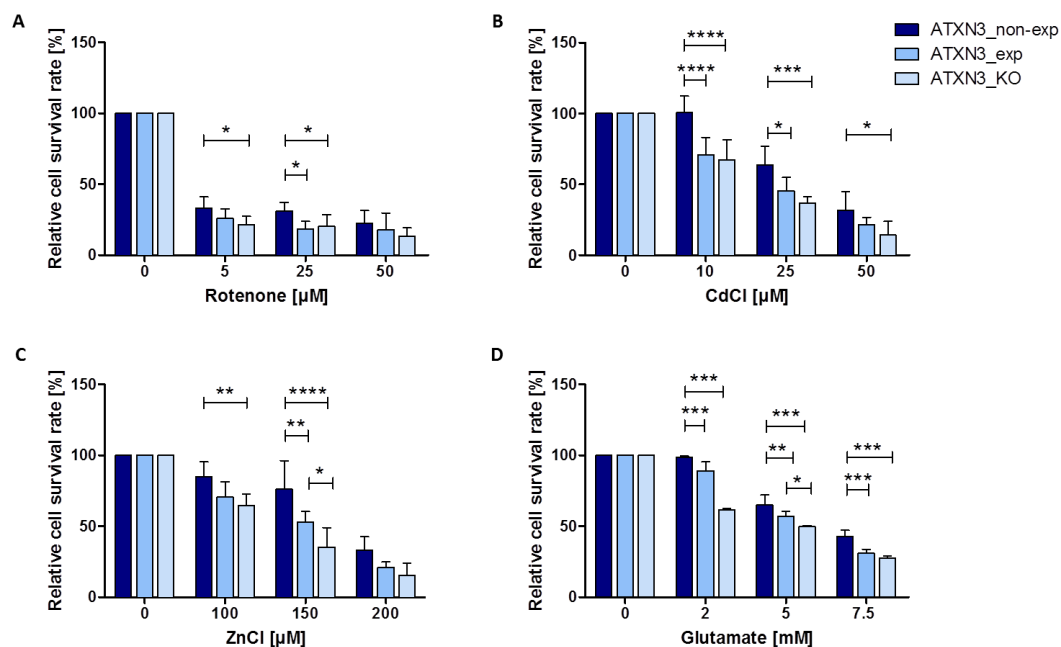 A
B
ATXN3_non-exp
ATXN3_exp
ATXN3_KO
Relative cell survival rate [%]
150
100
50
0
*
*
*
0 5 25 50
Rotenone [µM]
Relative cell survival rate [%]
150
100
50
0
****
****
***
*
*
0 10 25 50
CdCl [µM]
C
D
Relative cell survival rate [%]
150
100
50
0
**
****
**
*
0 100 150 200
ZnCl [µM]
Relative cell survival rate [%]
150
100
50
0
***
***
***
**
*
***
***
0 2 5 7.5
Glutamate [mM]